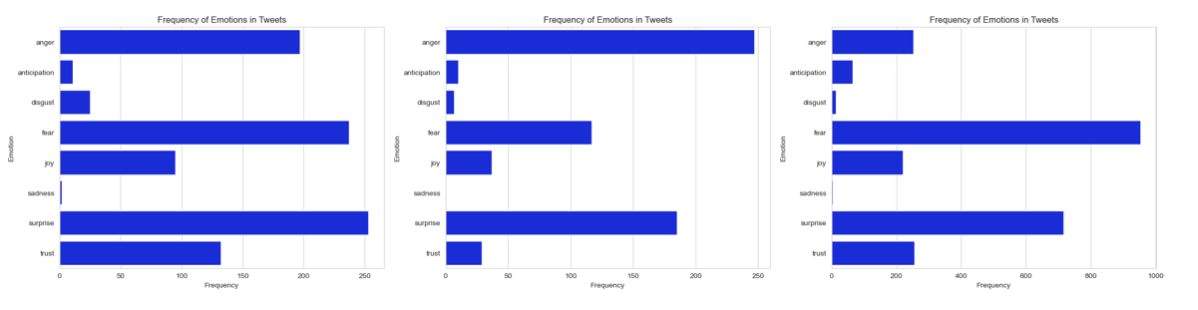 Frequency of Emotions in Tweets
Emotion
anger
anticipation
disgust
fear
joy
sadness
surprise
trust
0 50 100 150 200 250
Frequency
Frequency of Emotions in Tweets
Emotion
anger
anticipation
disgust
fear
joy
sadness
surprise
trust
0 50 100 150 200 250
Frequency
Frequency of Emotions in Tweets
Emotion
anger
anticipation
disgust
fear
joy
sadness
surprise
trust
0 200 400 600 800 1000
Frequency